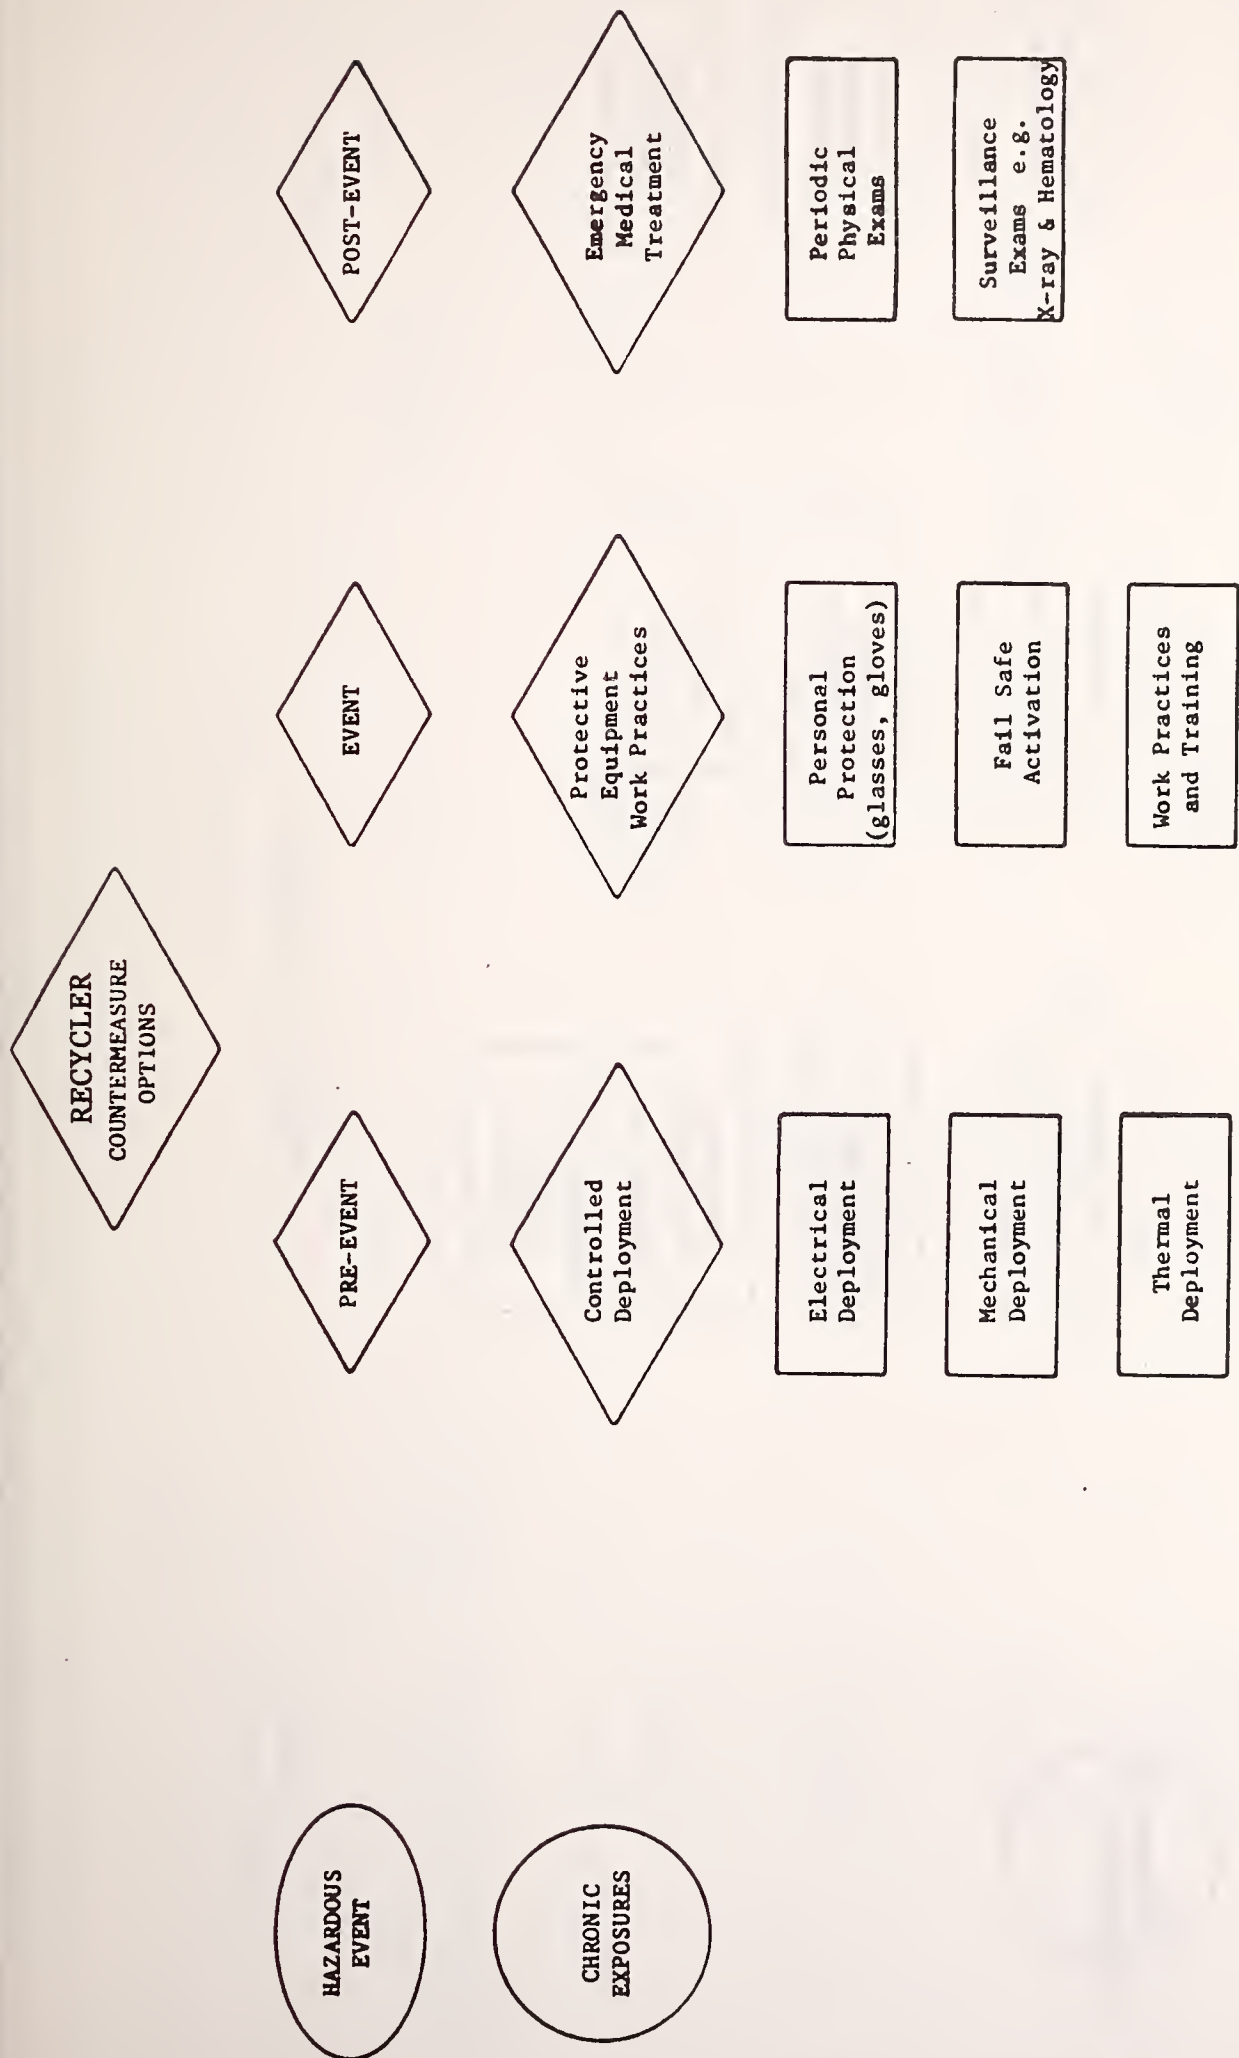 RECYCLER
COUNTERMEASURE
OPTIONS
HAZARDOUS
EVENT
PRE-EVENT
EVENT
POST-EVENT
CHRONIC
EXPOSURES
Controlled
Deployment
Protective
Equipment
Work Practices
Emergency
Medical
Treatment
Electrical
Deployment
Personal
Protection
(glasses, gloves)
Periodic
Physical
Exams
Mechanical
Deployment
Fail Safe
Activation
Surveillance
Exams e.g.
X-ray & Hematology
Thermal
Deployment
Work Practices
and Training